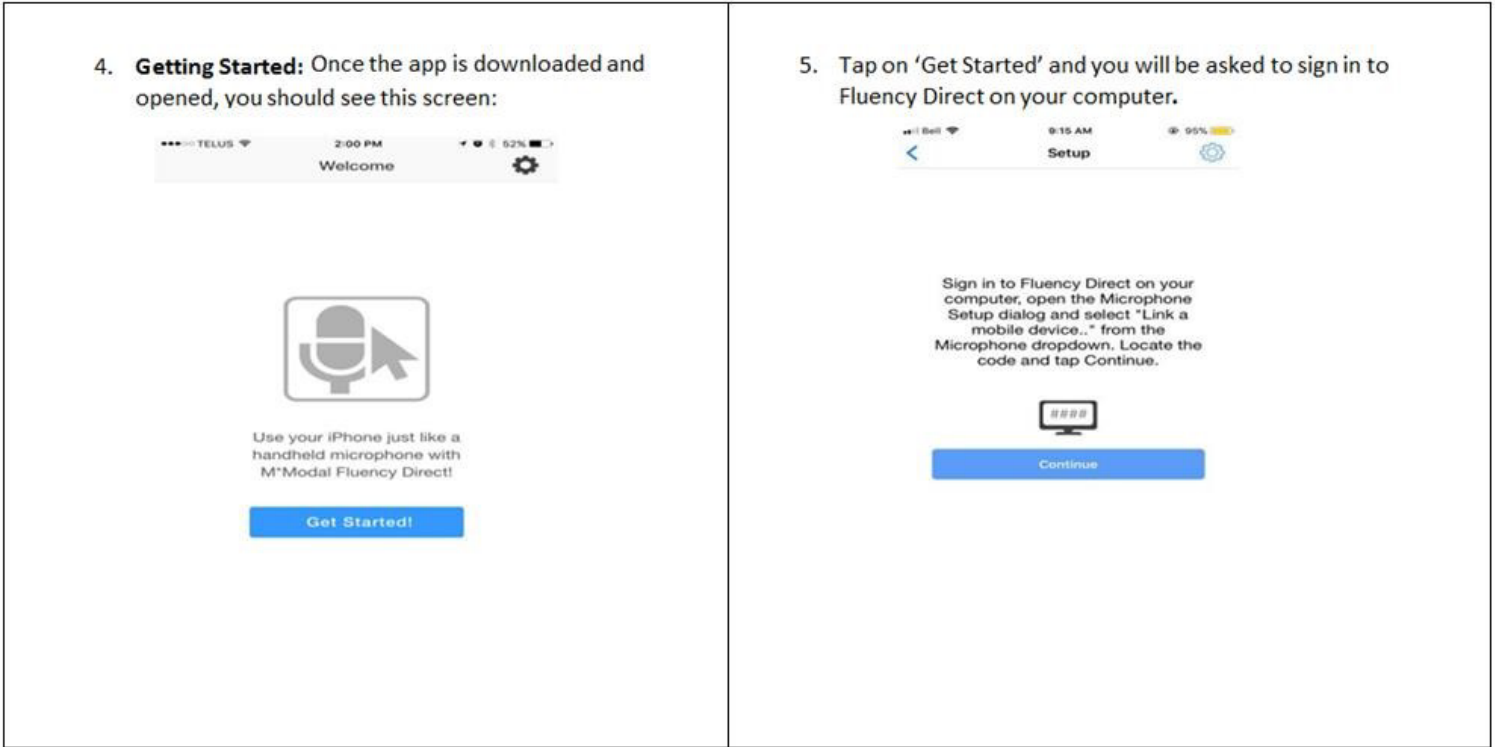 4. Getting Started: Once the app is downloaded and
opened, you should see this screen:
TELUS 2:00 PM 52%
Welcome
Use your iPhone just like a
handheld microphone with
M*Modal Fluency Direct!
Get Started!
5. Tap on ‘Get Started’ and you will be asked to sign in to
Fluency Direct on your computer.
Bell 9:15 AM 95%
Setup
Sign in to Fluency Direct on your
computer, open the Microphone
Setup dialog and select "Link a
mobile device.." from the
Microphone dropdown. Locate the
code and tap Continue.
####
Continue